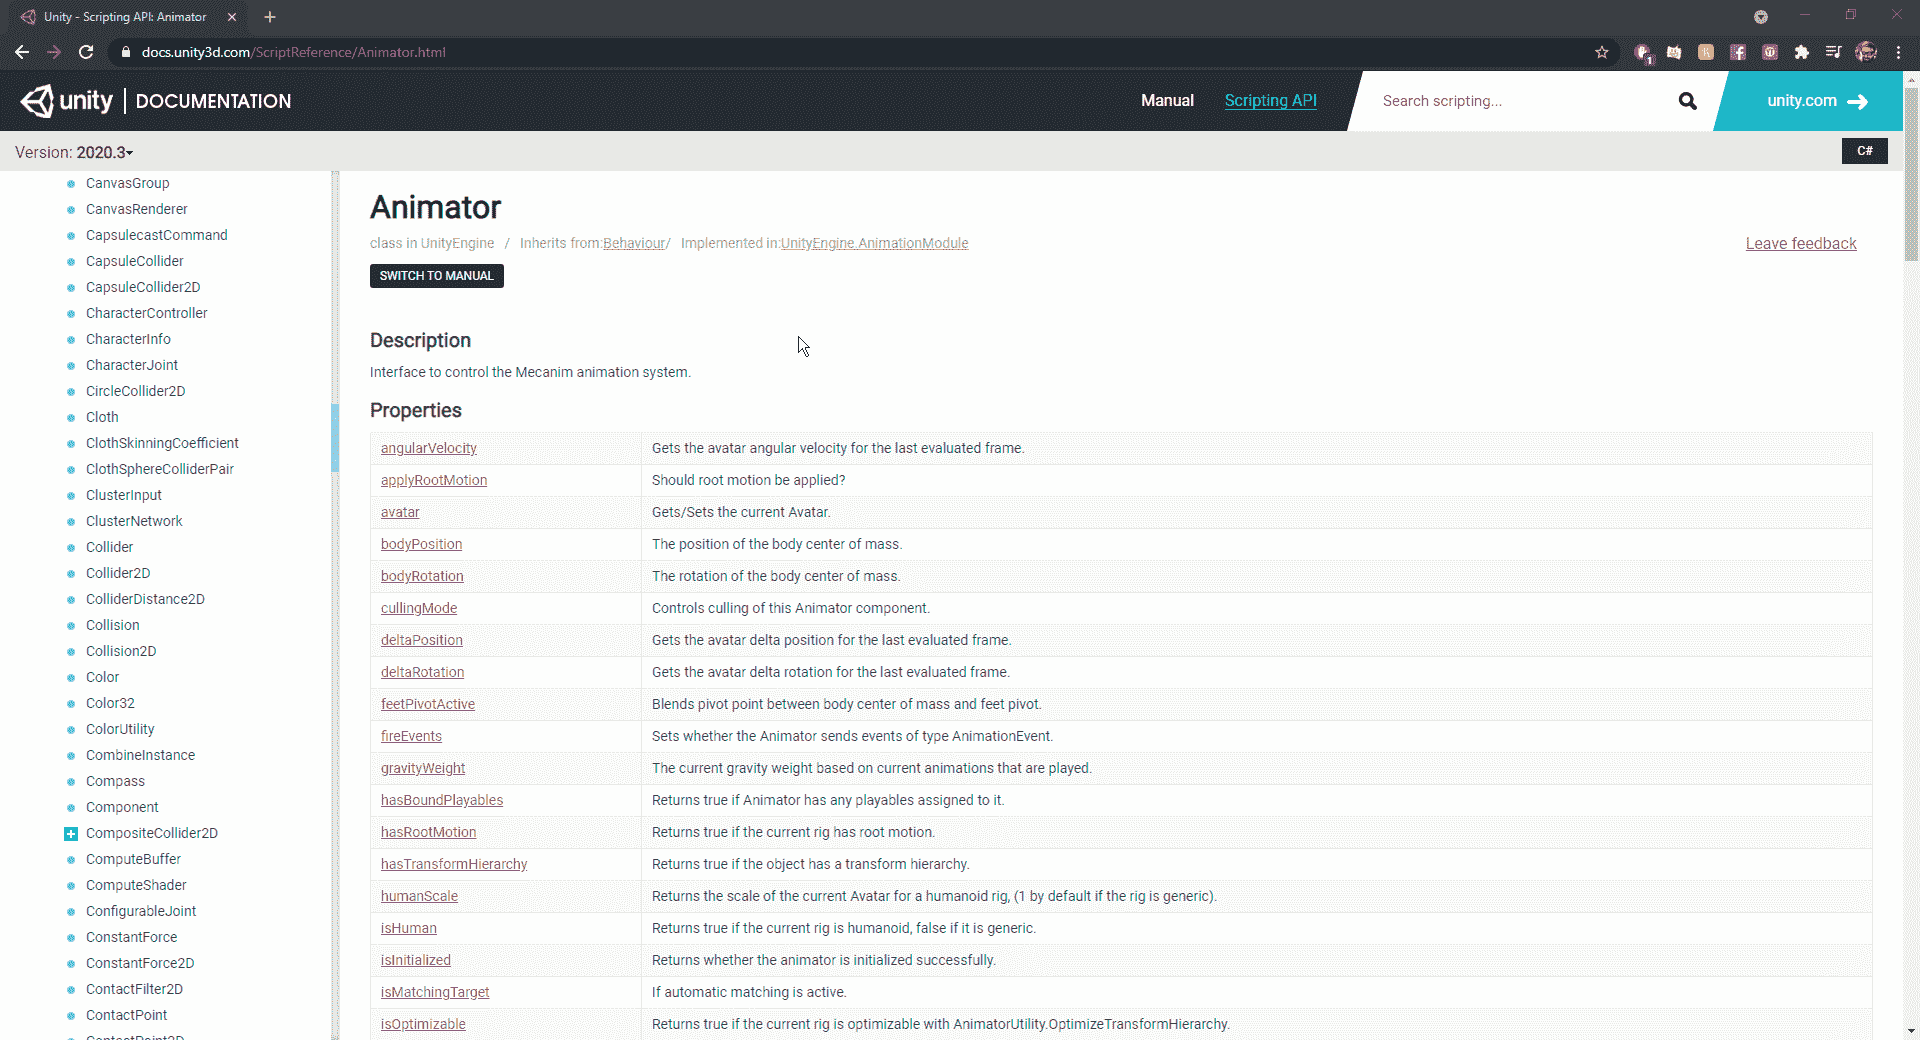 Unity - Scripting API: Animator
docs.unity3d.com/ScriptReference/Animator.html
unity | DOCUMENTATION
Manual
Scripting API
Search scripting...
unity.com
Version: 2020.3
C#
CanvasGroup
CanvasRenderer
CapsulecastCommand
CapsuleCollider
CapsuleCollider2D
CharacterController
CharacterInfo
CharacterJoint
CircleCollider2D
Cloth
ClothSkinningCoefficient
ClothSphereColliderPair
ClusterInput
ClusterNetwork
Collider
Collider2D
ColliderDistance2D
Collision
Collision2D
Color
Color32
ColorUtility
CombineInstance
Compass
Component
CompositeCollider2D
ComputeBuffer
ComputeShader
ConfigurableJoint
ConstantForce
ConstantForce2D
ContactFilter2D
ContactPoint
ContactPoint2D
Animator
class in UnityEngine / Inherits from:Behaviour/ Implemented in:UnityEngine.AnimationModule
Leave feedback
SWITCH TO MANUAL
Description
Interface to control the Mecanim animation system.
Properties
angularVelocity Gets the avatar angular velocity for the last evaluated frame.
applyRootMotion Should root motion be applied?
avatar Gets/Sets the current Avatar.
bodyPosition The position of the body center of mass.
bodyRotation The rotation of the body center of mass.
cullingMode Controls culling of this Animator component.
deltaPosition Gets the avatar delta position for the last evaluated frame.
deltaRotation Gets the avatar delta rotation for the last evaluated frame.
feetPivotActive Blends pivot point between body center of mass and feet pivot.
fireEvents Sets whether the Animator sends events of type AnimationEvent.
gravityWeight The current gravity weight based on current animations that are played.
hasBoundPlayables Returns true if Animator has any playables assigned to it.
hasRootMotion Returns true if the current rig has root motion.
hasTransformHierarchy Returns true if the object has a transform hierarchy.
humanScale Returns the scale of the current Avatar for a humanoid rig, (1 by default if the rig is generic).
isHuman Returns true if the current rig is humanoid, false if it is generic.
isInitialized Returns whether the animator is initialized successfully.
isMatchingTarget If automatic matching is active.
isOptimizable Returns true if the current rig is optimizable with AnimatorUtility.OptimizeTransformHierarchy.